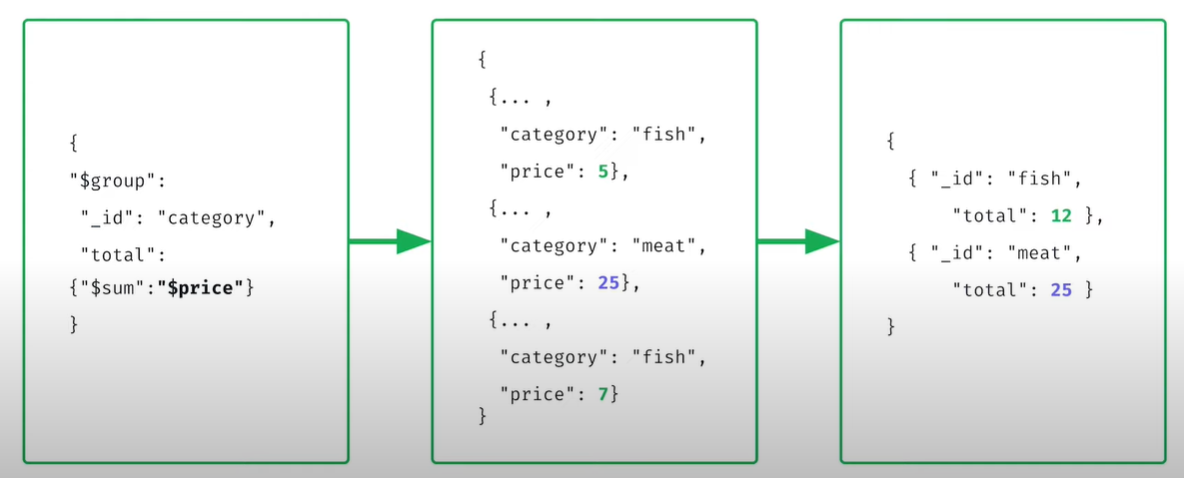 {
"$group":
"_id": "category",
"total":
{"$sum":"$price"}
}
{
{... ,
"category": "fish",
"price": 5},
{... ,
"category": "meat",
"price": 25},
{... ,
"category": "fish",
"price": 7}
}
{
{ "_id": "fish",
"total": 12 },
{ "_id": "meat",
"total": 25 }
}